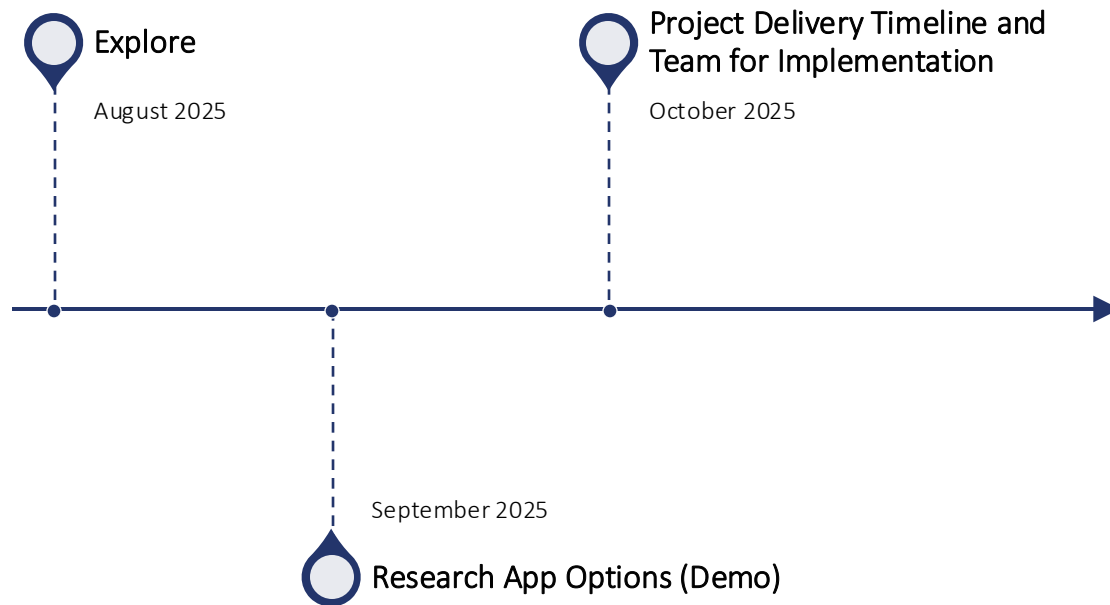 Explore
August 2025
Project Delivery Timeline and
Team for Implementation
October 2025
September 2025
Research App Options (Demo)